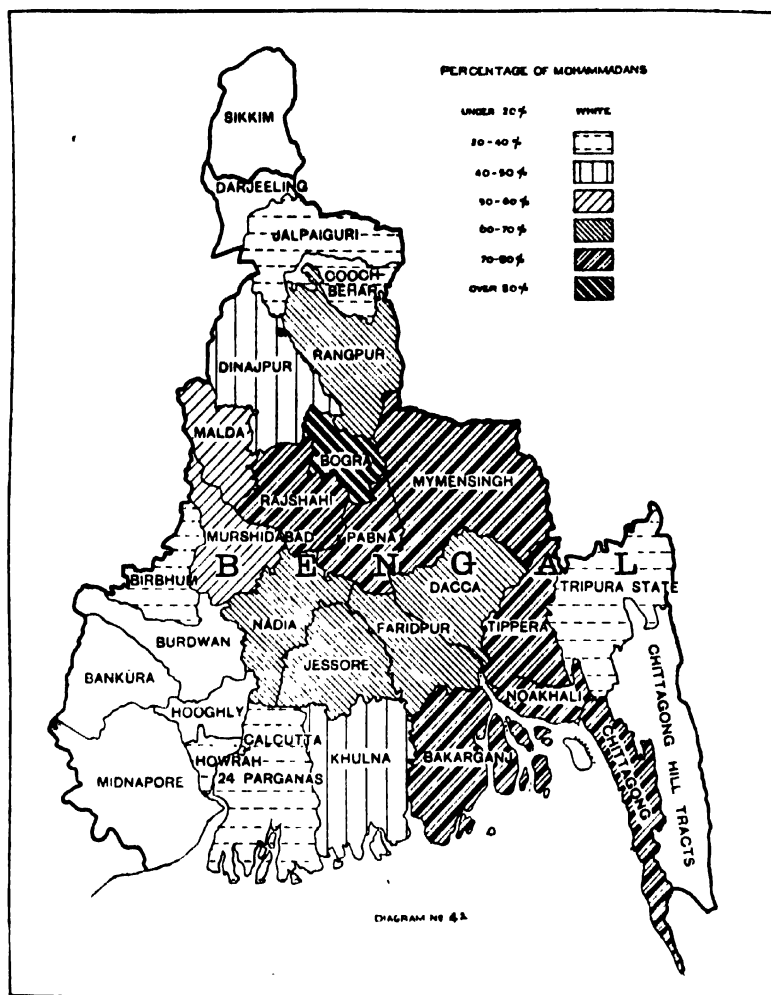 PERCENTAGE OF MOHAMMADANS
UNDER 20% WHITE
20-40%
40-50%
50-60%
60-70%
70-80%
OVER 80%
SIKKIM
DARJEELING
JALPAIGURI
COOCH
BEHAR
RANGPUR
DINAJPUR
MALDA
BOGRA
MYMENSINGH
RAJSHAHI
MURSHIDABAD
PABNA
BENGAL
BIRBHUM
DACCA
TRIPURA STATE
NADIA
FARIDPUR
TIPPERA
BURDWAN
JESSORE
BANKURA
NOAKHALI
HOOGHLY
CALCUTTA
HOWRAH
24 PARGANAS
KHULNA
BAKARGANJ
MIDNAPORE
CHITTAGONG
CHITTAGONG HILL TRACTS
DIAGRAM No 42